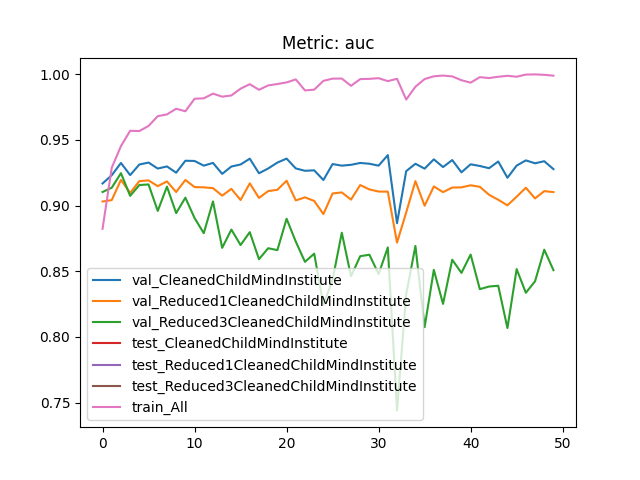 Metric: auc
1.00
0.95
0.90
0.85
0.80
0.75
val_CleanedChildMindInstitute
val_Reduced1CleanedChildMindInstitute
val_Reduced3CleanedChildMindInstitute
test_CleanedChildMindInstitute
test_Reduced1CleanedChildMindInstitute
test_Reduced3CleanedChildMindInstitute
train_All
0 10 20 30 40 50